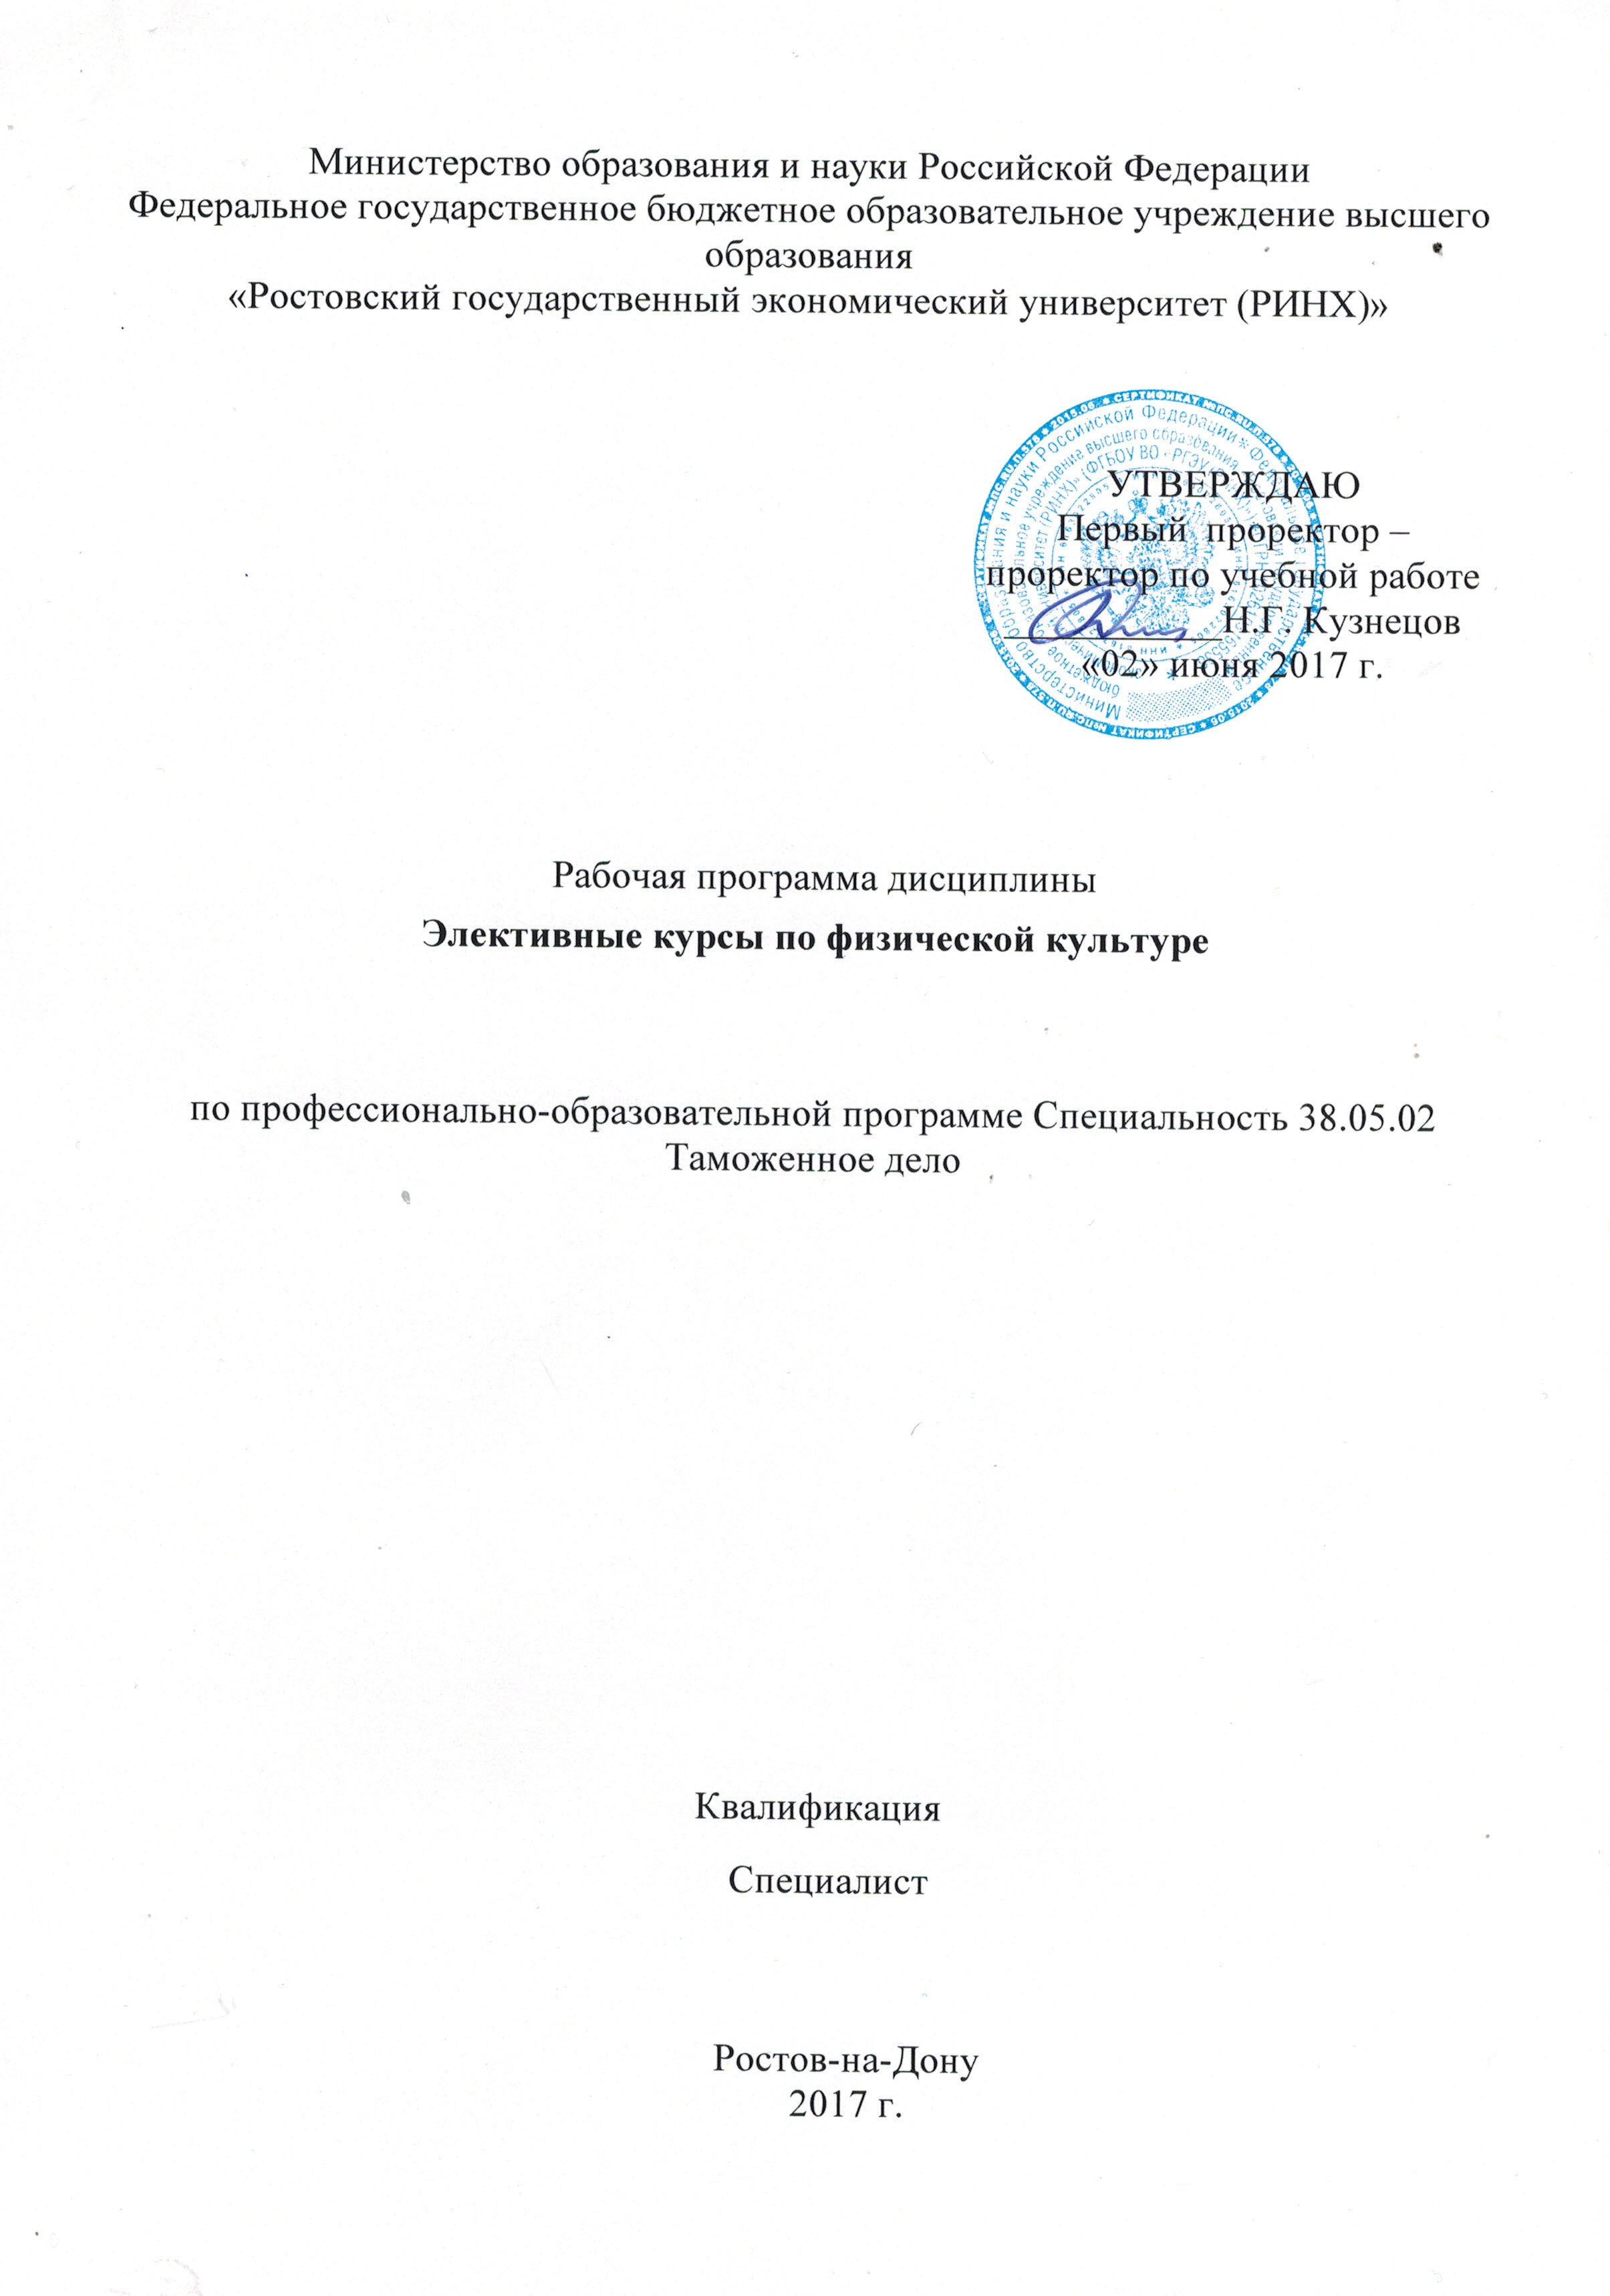 Министерство образования и науки Российской Федерации
Федеральное государственное бюджетное образовательное учреждение высшего
образования
«Ростовский государственный экономический университет (РИНХ)»
УТВЕРЖДАЮ
Первый проректор –
проректор по учебной работе
Н.Г. Кузнецов
«02» июня 2017 г.
Рабочая программа дисциплины
Элективные курсы по физической культуре
по профессионально-образовательной программе Специальность 38.05.02
Таможенное дело
Квалификация
Специалист
Ростов-на-Дону
2017 г.